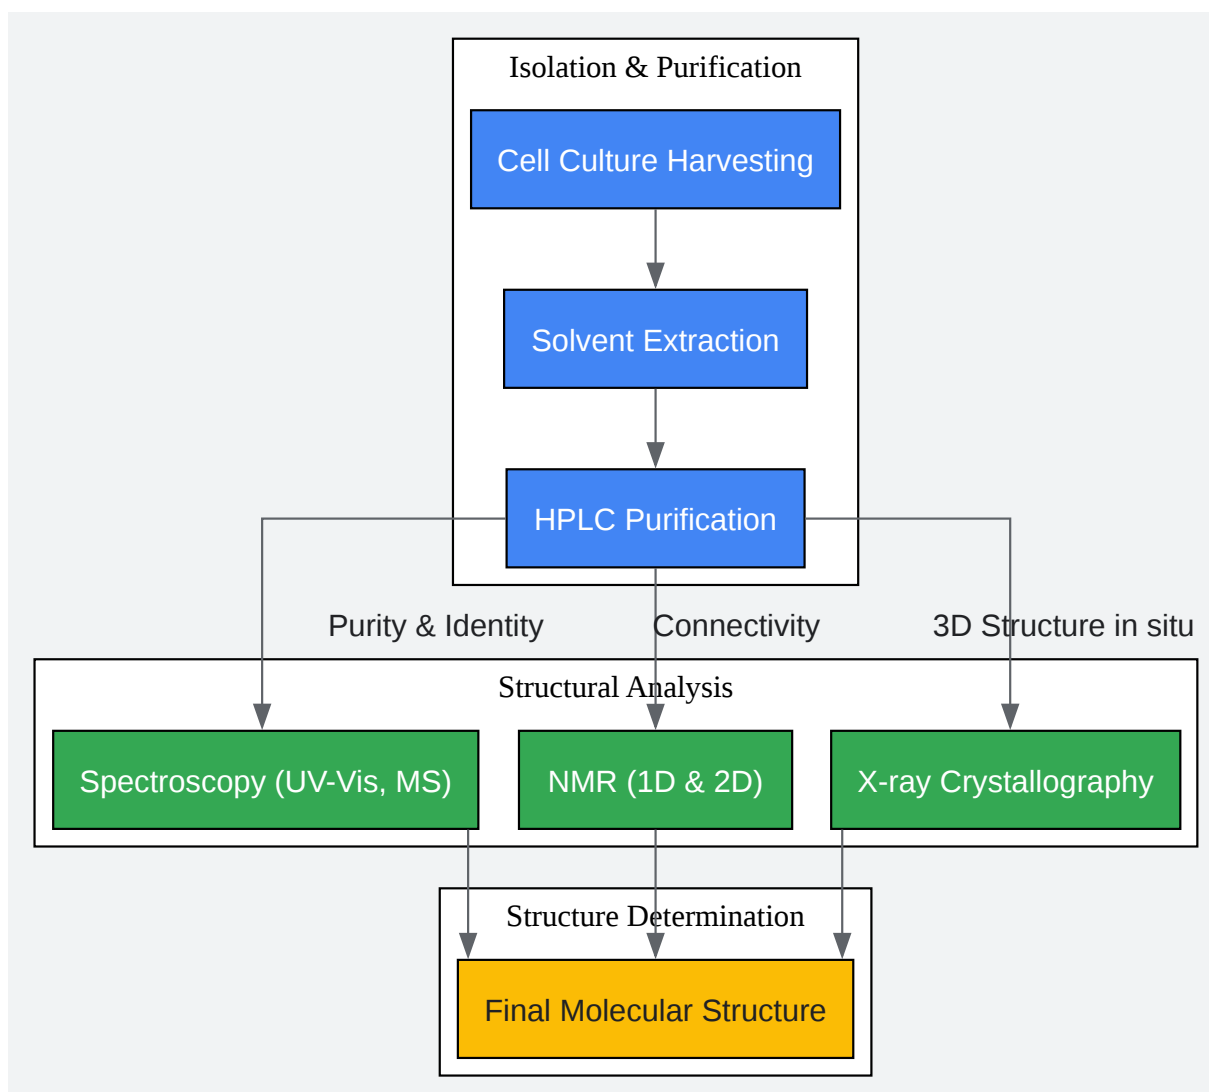 Isolation & Purification
Cell Culture Harvesting
Solvent Extraction
HPLC Purification
Purity & Identity
Connectivity
3D Structure in situ
Structural Analysis
Spectroscopy (UV-Vis, MS)
NMR (1D & 2D)
X-ray Crystallography
Structure Determination
Final Molecular Structure